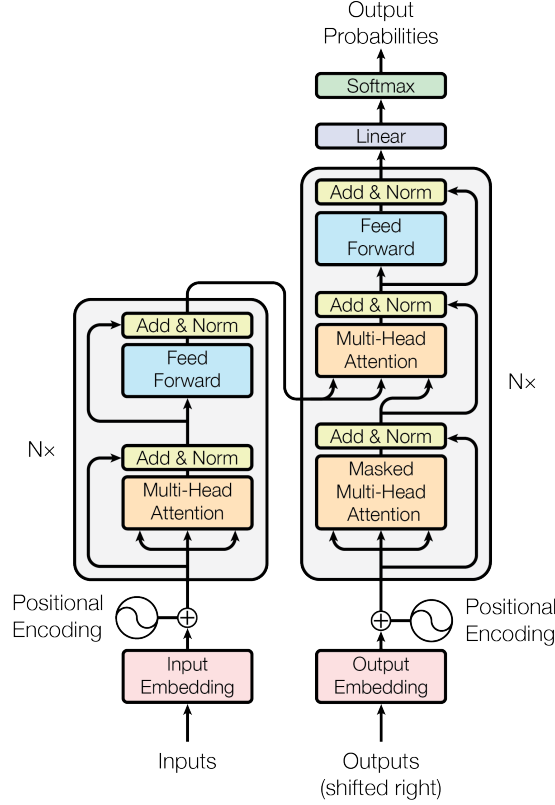 Output
Probabilities
Softmax
Linear
Add & Norm
Feed
Forward
Add & Norm
Multi-Head
Attention
Add & Norm
Masked
Multi-Head
Attention
N×
Add & Norm
Feed
Forward
Add & Norm
Multi-Head
Attention
N×
Positional
Encoding
Positional
Encoding
Input
Embedding
Output
Embedding
Inputs
Outputs
(shifted right)